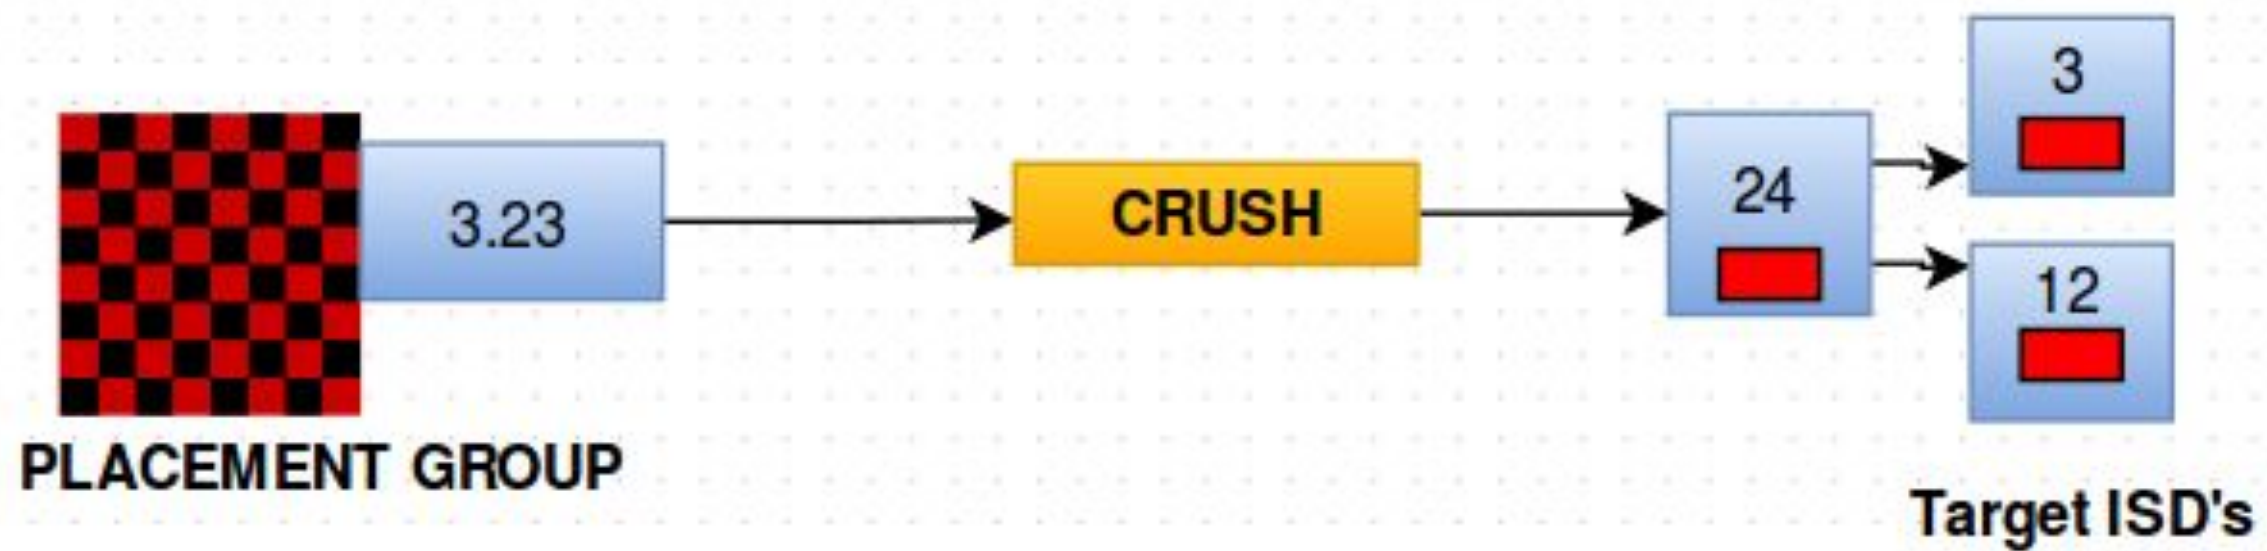 3.23
PLACEMENT GROUP
CRUSH
24
3
12
Target ISD's